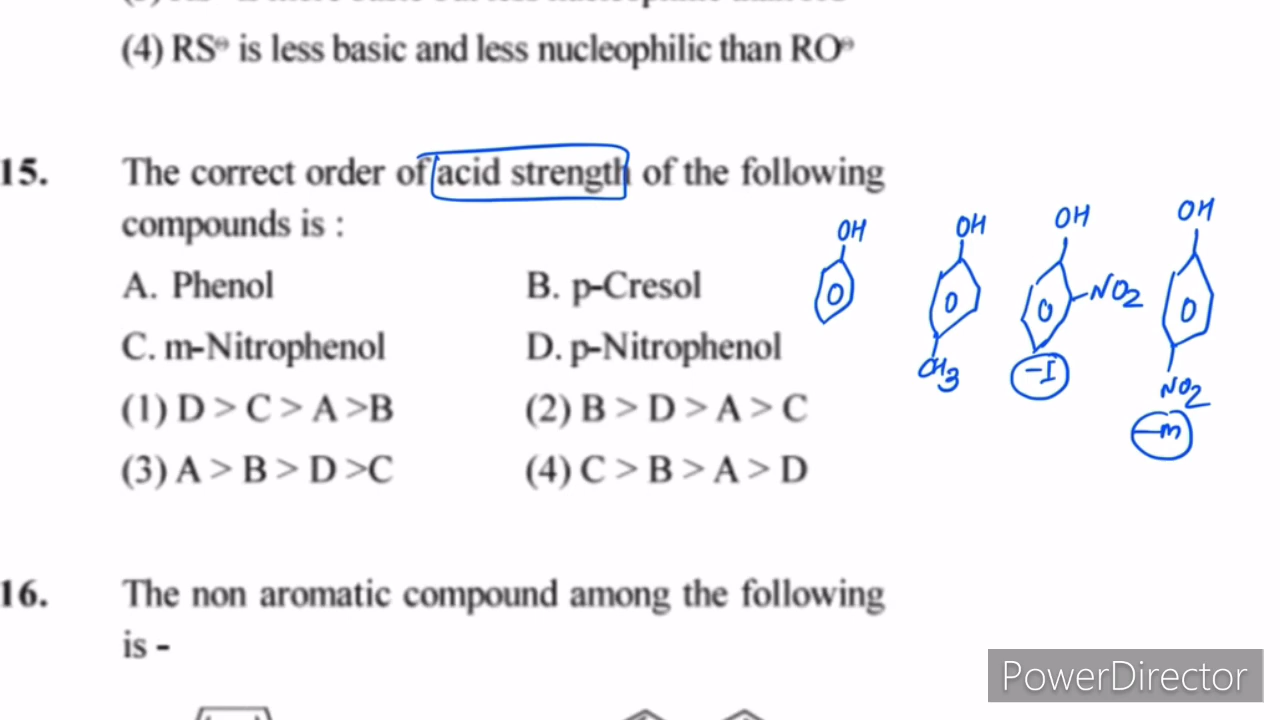 (4) RS⊖ is less basic and less nucleophilic than RO⊖
15. The correct order of acid strength of the following
compounds is :
A. Phenol B. p-Cresol
C. m-Nitrophenol D. p-Nitrophenol
(1) D > C > A >B (2) B > D > A > C
(3) A > B > D >C (4) C > B > A > D
OH OH OH OH
NO2
CH3 -I NO2
-m
16. The non aromatic compound among the following
is -
PowerDirector